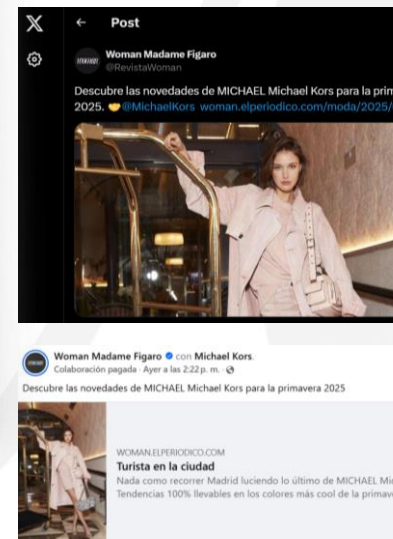 Post
Woman Madame Figaro
@RevistaWoman
Descubre las novedades de MICHAEL Michael Kors para la
2025. 🤝@MichaelKors woman.elperiodico.com/moda/2025/
Woman Madame Figaro con Michael Kors.
Colaboración pagada · Ayer a las 2:22 p. m. ·
Descubre las novedades de MICHAEL Michael Kors para la primavera 2025
WOMAN.ELPERIODICO.COM
Turista en la ciudad
Nada como recorrer Madrid luciendo lo último de MICHAEL
Tendencias 100% llevables en los colores más cool de la